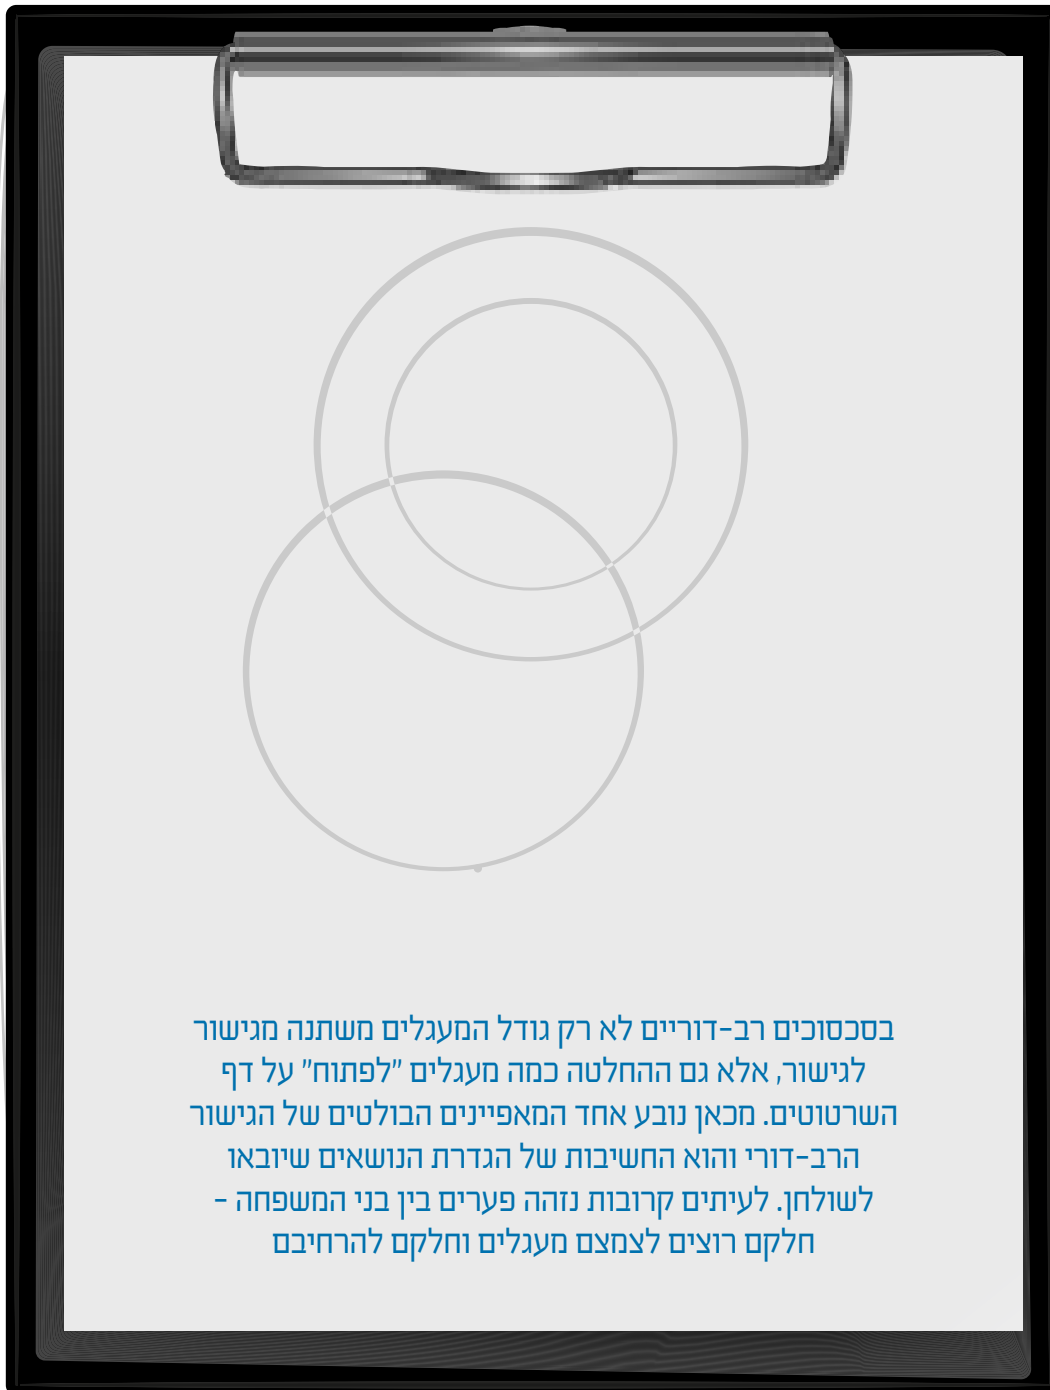 בסכסוכים רב-דוריים לא רק גודל המעגלים משתנה מגישור
לגישור, אלא גם ההחלטה כמה מעגלים "לפתוח" על דף
השרטוטים. מכאן נובע אחד המאפיינים הבולטים של הגישור
הרב-דורי והוא החשיבות של הגדרת הנושאים שיובאו
לשולחן. לעיתים קרובות נזהה פערים בין בני המשפחה -
חלקם רוצים לצמצם מעגלים וחלקם להרחיבם